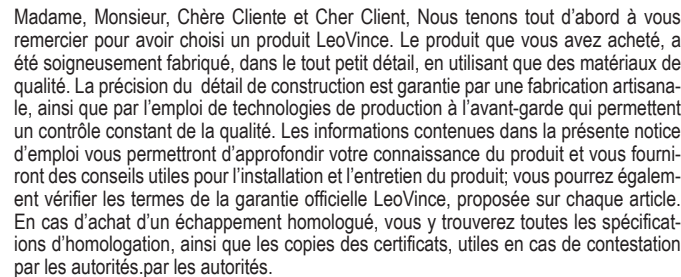 Madame, Monsieur, Chère Cliente et Cher Client, Nous tenons tout d’abord à vous
remercier pour avoir choisi un produit LeoVince. Le produit que vous avez acheté, a
été soigneusement fabriqué, dans le tout petit détail, en utilisant que des matériaux de
qualité. La précision du  détail de construction est garantie par une fabrication artisana-
le, ainsi que par l’emploi de technologies de production à l’avant-garde qui permettent
un contrôle constant de la qualité. Les informations contenues dans la présente notice
d’emploi vous permettront d’approfondir votre connaissance du produit et vous fourni-
ront des conseils utiles pour l’installation et l’entretien du produit; vous pourrez égalem-
ent vérifier les termes de la garantie officielle LeoVince, proposée sur chaque article.
En cas d’achat d’un échappement homologué, vous y trouverez toutes les spécificat-
ions d’homologation, ainsi que les copies des certificats, utiles en cas de contestation
par les autorités.par les autorités.